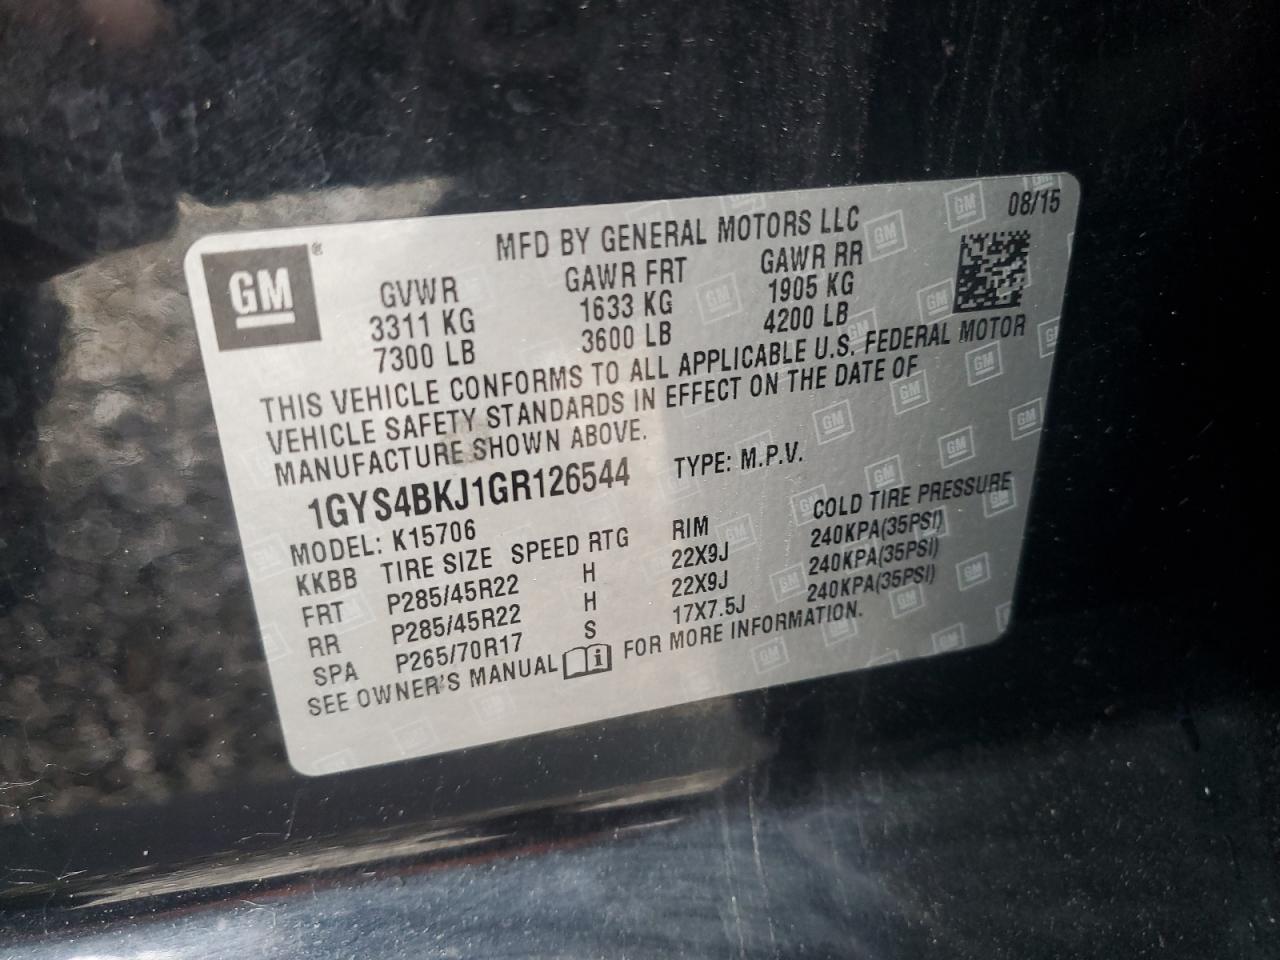 GM ®
MFD BY GENERAL MOTORS LLC 08/15
GVWR GAWR FRT GAWR RR
3311 KG 1633 KG 1905 KG
7300 LB 3600 LB 4200 LB
THIS VEHICLE CONFORMS TO ALL APPLICABLE U.S. FEDERAL MOTOR
VEHICLE SAFETY STANDARDS IN EFFECT ON THE DATE OF
MANUFACTURE SHOWN ABOVE.
1GYS4BKJ1GR126544 TYPE: M.P.V.
MODEL: K15706
KKBB TIRE SIZE SPEED RTG RIM COLD TIRE PRESSURE
FRT P285/45R22 H 22X9J 240KPA(35PSI)
RR P285/45R22 H 22X9J 240KPA(35PSI)
SPA P265/70R17 S 17X7.5J 240KPA(35PSI)
SEE OWNER'S MANUAL i FOR MORE INFORMATION.